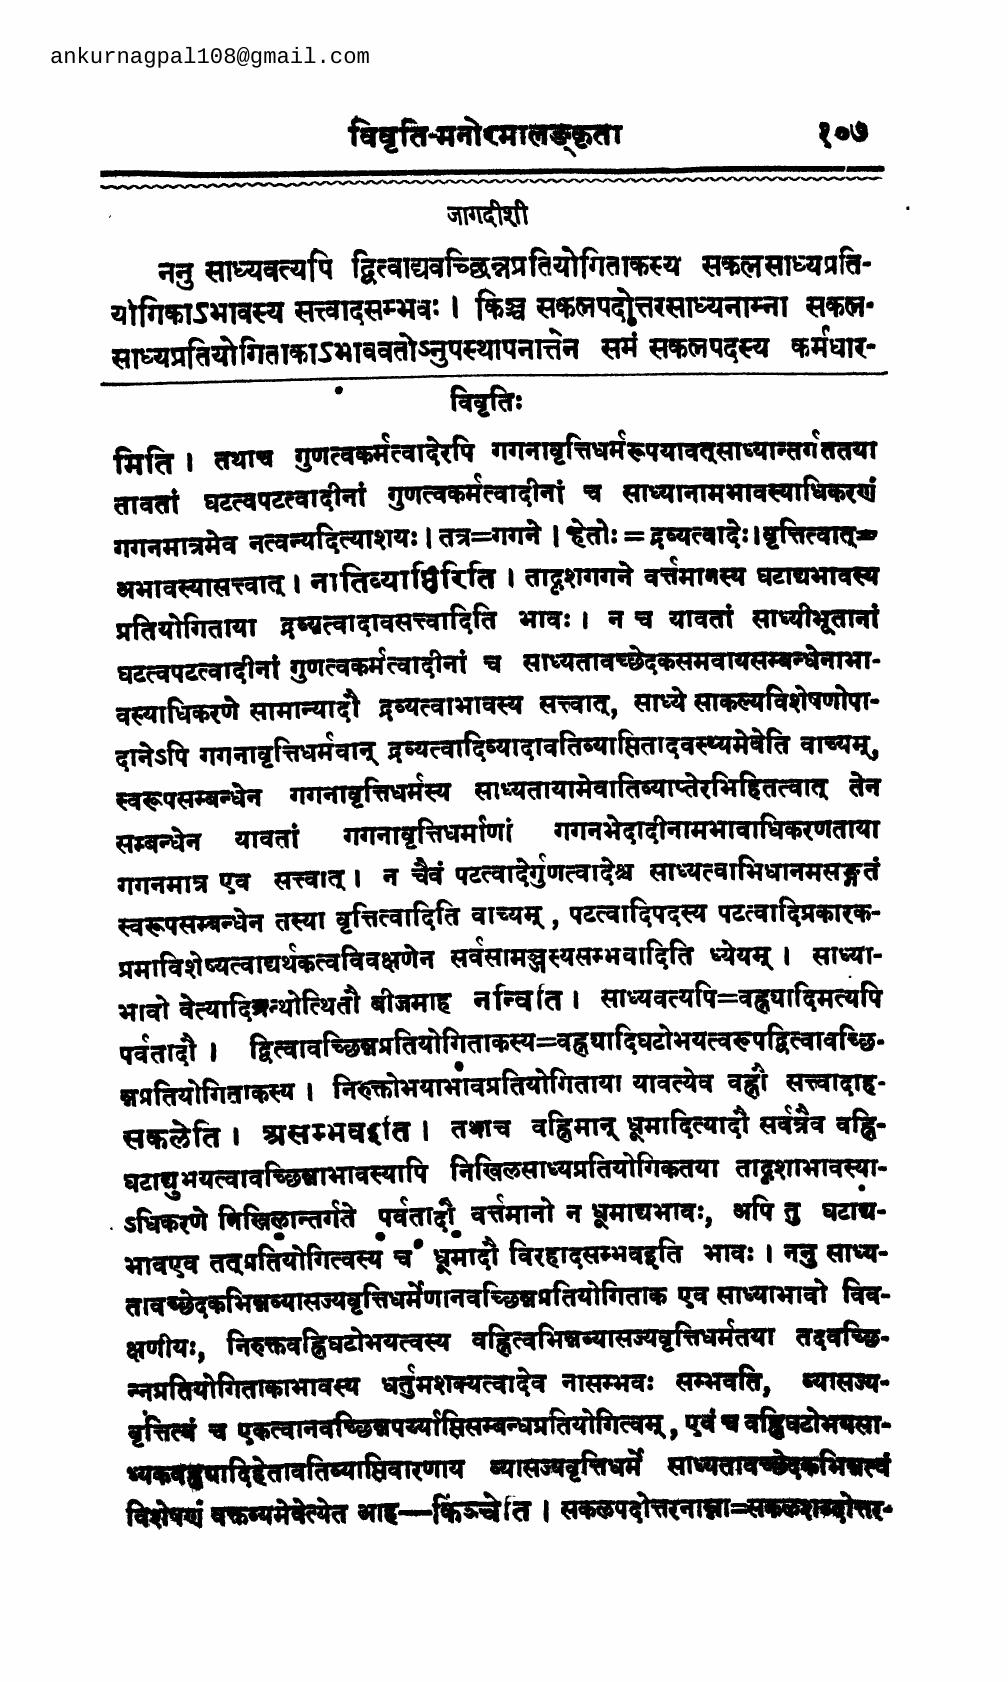 ankurnagpal108@gmail.com
विवृति-मनोरमालङ्कृता १०७
जागदीशी
ननु साध्यवत्यपि द्वित्वाद्यवच्छिन्नप्रतियोगिताकस्य सकलसाध्यप्रति-
योगिकाऽभावस्य सत्त्वादसम्भवः । किञ्च सकलपदोत्तरसाध्यनाम्ना सकल-
साध्यप्रतियोगिताकाऽभाववतोऽनुपस्थापनात्तेन समं सकलपदस्य कर्मधार-
विवृतिः
मिति । तथाच गुणत्वकर्मत्वादेरपि गगनावृत्तिधर्मरूपयावत्साध्यान्तर्गततया
तावतां घटत्वपटत्वादीनां गुणत्वकर्मत्वादीनां च साध्यानामभावस्याधिकरणं
गगनमात्रमेव नत्वन्यदित्याशयः । तत्र=गगने । हेतोः = द्रव्यत्वादेः । वृत्तित्वात्=
अभावस्यासत्त्वात् । नातिव्याप्तिरिति । तादृशगगने वर्त्तमानस्य घटाद्यभावस्य
प्रतियोगिताया द्रव्यत्वादावसत्त्वादिति भावः । न च यावतां साध्यीभूतानां
घटत्वपटत्वादीनां गुणत्वकर्मत्वादीनां च साध्यतावच्छेदकसमवायसम्बन्धेनाभा-
वस्याधिकरणे सामान्यादौ द्रव्यत्वाभावस्य सत्त्वात्, साध्ये साकल्यविशेषणोपा-
दानेऽपि गगनावृत्तिधर्मवान् द्रव्यत्वादित्यादावतिव्याप्तितादवस्थ्यमेवेति वाच्यम्,
स्वरूपसम्बन्धेन गगनावृत्तिधर्मस्य साध्यतायामेवातिव्याप्तेरभिहितत्वात् तेन
सम्बन्धेन यावतां गगनावृत्तिधर्माणां गगनभेदादीनामभावाधिकरणताया
गगनमात्र एव सत्त्वात् । न चैवं पटत्वादेर्गुणत्वादेश्च साध्यत्वाभिधानमसङ्गतं
स्वरूपसम्बन्धेन तस्या वृत्तित्वादिति वाच्यम् , पटत्वादिपदस्य पटत्वादिप्रकारक-
प्रमाविशेष्यत्वाद्यर्थकत्वविवक्षणेन सर्वसामञ्जस्यसम्भवादिति ध्येयम् । साध्या-
भावो वेत्यादिग्रन्थोत्थितौ बीजमाह नन्विति । साध्यवत्यपि=वह्न्यादिमत्यपि
पर्वतादौ । द्वित्वावच्छिन्नप्रतियोगिताकस्य=वह्न्यादिघटोभयत्वरूपद्वित्वावच्छि-
न्नप्रतियोगिताकस्य । निरुक्तोभयाभावप्रतियोगिताया यावत्येव वह्नौ सत्त्वादाह-
सकलेति । असम्भवइति । तथाच वह्निमान् धूमादित्यादौ सर्वत्रैव वह्नि-
घटाद्युभयत्वावच्छिन्नाभावस्यापि निखिलसाध्यप्रतियोगिकतया तादृशाभावस्या-
ऽधिकरणे निखिलान्तर्गते पर्वतादौ वर्त्तमानो न धूमाद्यभावः, अपि तु घटाद्य-
भावएव तत्प्रतियोगित्वस्य च धूमादौ विरहादसम्भवइति भावः । ननु साध्य-
तावच्छेदकभिन्नव्यासज्यवृत्तिधर्मेणानवच्छिन्नप्रतियोगिताक एव साध्याभावो विव-
क्षणीयः, निरुक्तवह्निघटोभयत्वस्य वह्नित्वभिन्नव्यासज्यवृत्तिधर्मतया तदवच्छि-
न्नप्रतियोगिताकाभावस्य धर्तुमशक्यत्वादेव नासम्भवः सम्भवति, व्यासज्य-
वृत्तित्वं च एकत्वानवच्छिन्नपर्य्याप्तिसम्बन्धप्रतियोगित्वम् , एवं च वह्निघटोभयसा-
ध्यकवह्न्यादिहेतावतिव्याप्तिवारणाय व्यासज्यवृत्तिधर्मे साध्यतावच्छेदकभिन्नत्वं
विशेषणं वक्तव्यमेवेत्येत आह—किञ्चेति । सकलपदोत्तरनाम्ना=सकलशब्दोत्तर-